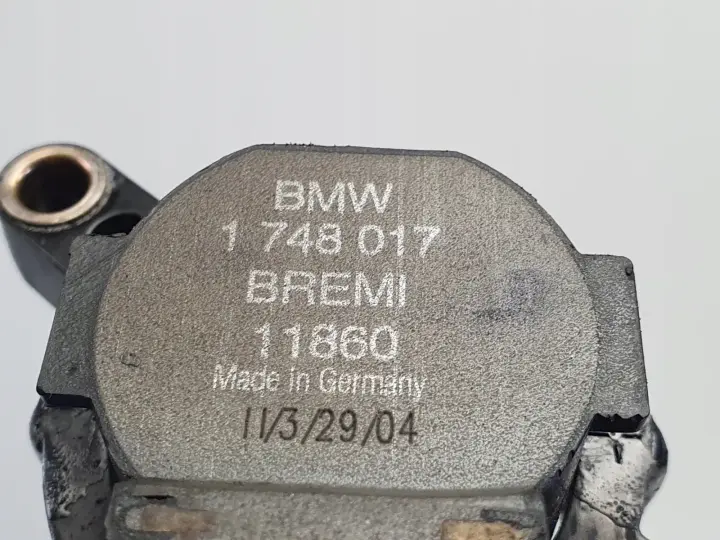 BMW
1 748 017
BREMI
11860
Made in Germany
11/3/29/04